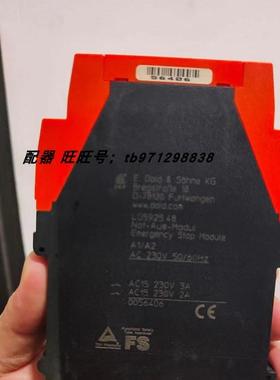 56406
配器 旺旺号：tb971298838
E. Dold & Söhne KG
Bregstraße 18
D-78120 Furtwangen
www.dold.com
LG5925.48
Not-Aus-Modul
Emergency Stop Module
A1/A2
AC 230V 50/60Hz
AC15 230V 3A
AC15 230V 2A
0056406
CE
FS